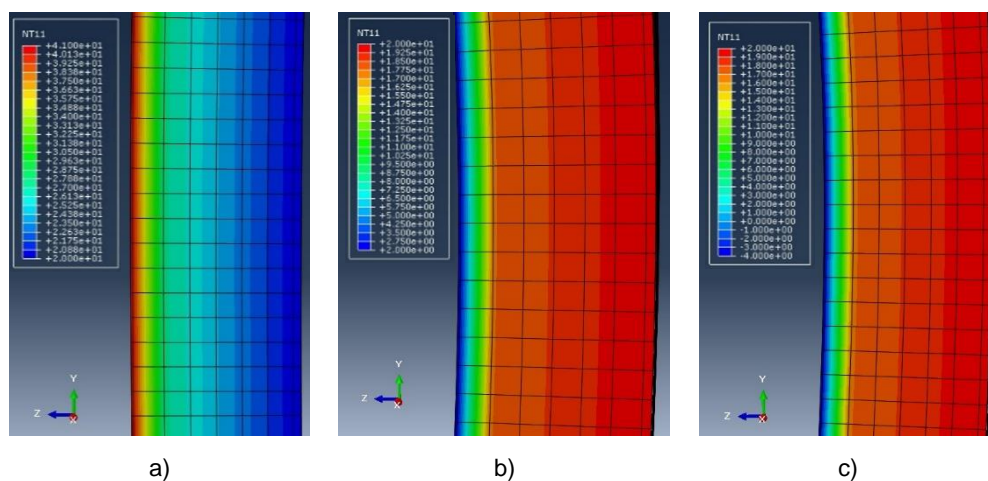 NT11
+4.100e+01
+4.013e+01
+3.925e+01
+3.838e+01
+3.750e+01
+3.663e+01
+3.575e+01
+3.488e+01
+3.400e+01
+3.313e+01
+3.225e+01
+3.138e+01
+3.050e+01
+2.963e+01
+2.875e+01
+2.788e+01
+2.700e+01
+2.613e+01
+2.525e+01
+2.438e+01
+2.350e+01
+2.263e+01
+2.175e+01
+2.088e+01
+2.000e+01
Y
Z
X
a)
NT11
+2.000e+01
+1.925e+01
+1.850e+01
+1.775e+01
+1.700e+01
+1.625e+01
+1.550e+01
+1.475e+01
+1.400e+01
+1.325e+01
+1.250e+01
+1.175e+01
+1.100e+01
+1.025e+01
+9.500e+00
+8.750e+00
+8.000e+00
+7.250e+00
+6.500e+00
+5.750e+00
+5.000e+00
+4.250e+00
+3.500e+00
+2.750e+00
+2.000e+00
Y
Z
X
b)
NT11
+2.000e+01
+1.900e+01
+1.800e+01
+1.700e+01
+1.600e+01
+1.500e+01
+1.400e+01
+1.300e+01
+1.200e+01
+1.100e+01
+1.000e+01
+9.000e+00
+8.000e+00
+7.000e+00
+6.000e+00
+5.000e+00
+4.000e+00
+3.000e+00
+2.000e+00
+1.000e+00
+0.000e+00
-1.000e+00
-2.000e+00
-3.000e+00
-4.000e+00
Y
Z
X
c)